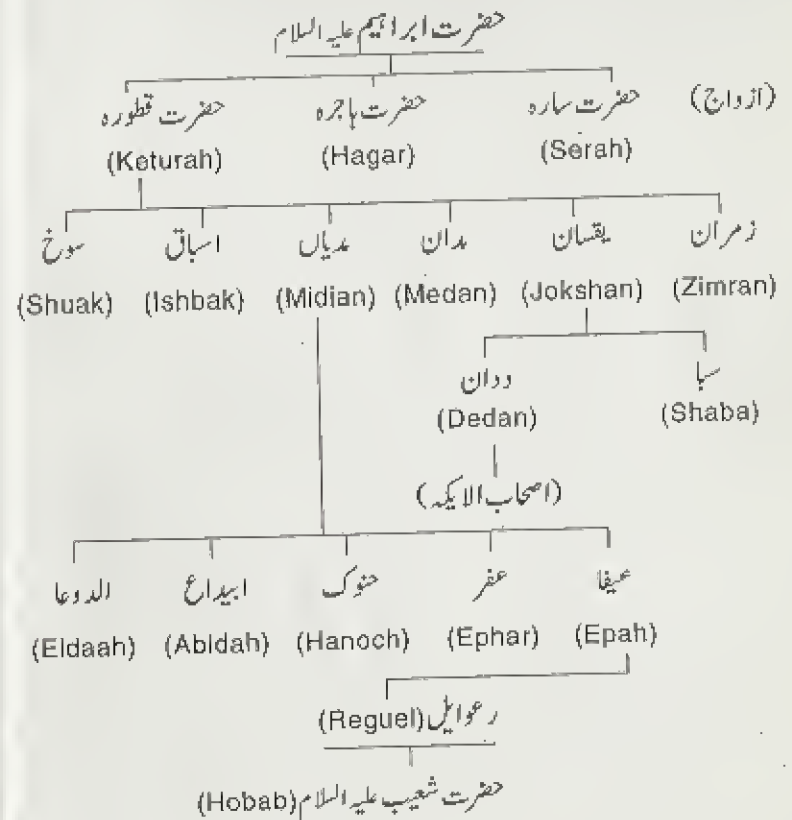 حضرت ابراہیم علیہ السلام
(ازواج) حضرت سارہ حضرت ہاجرہ حضرت قطورہ
(Serah) (Hagar) (Keturah)
زمران یقسان مدان مدیاں اسباق سوخ
(Zimran) (Jokshan) (Medan) (Midian) (Ishbak) (Shuak)
سبا ددان
(Shaba) (Dedan)
(اصحاب الایکہ)
عیفا عفر حنوک ابیداع الدوعا
(Epah) (Ephar) (Hanoch) (Abidah) (Eldaah)
رعوایل (Reguel)
حضرت شعیب علیہ السلام (Hobab)